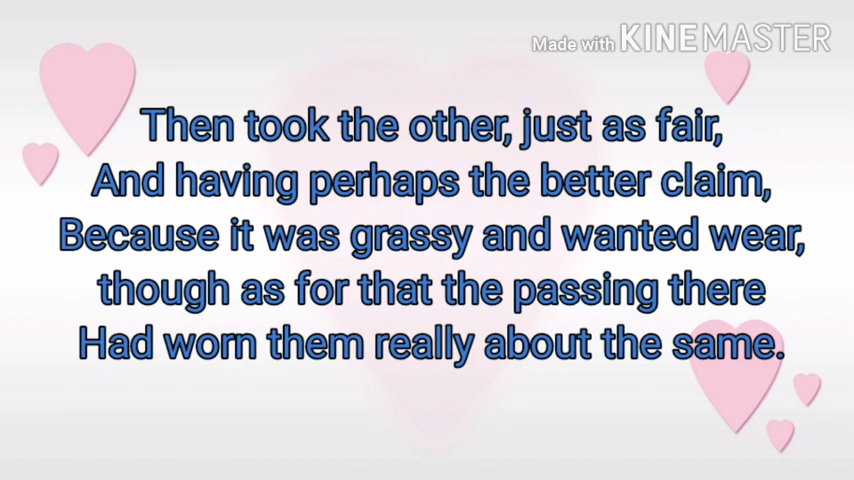 Made with KINEMASTER
Then took the other, just as fair,
And having perhaps the better claim,
Because it was grassy and wanted wear,
though as for that the passing there
Had worn them really about the same.